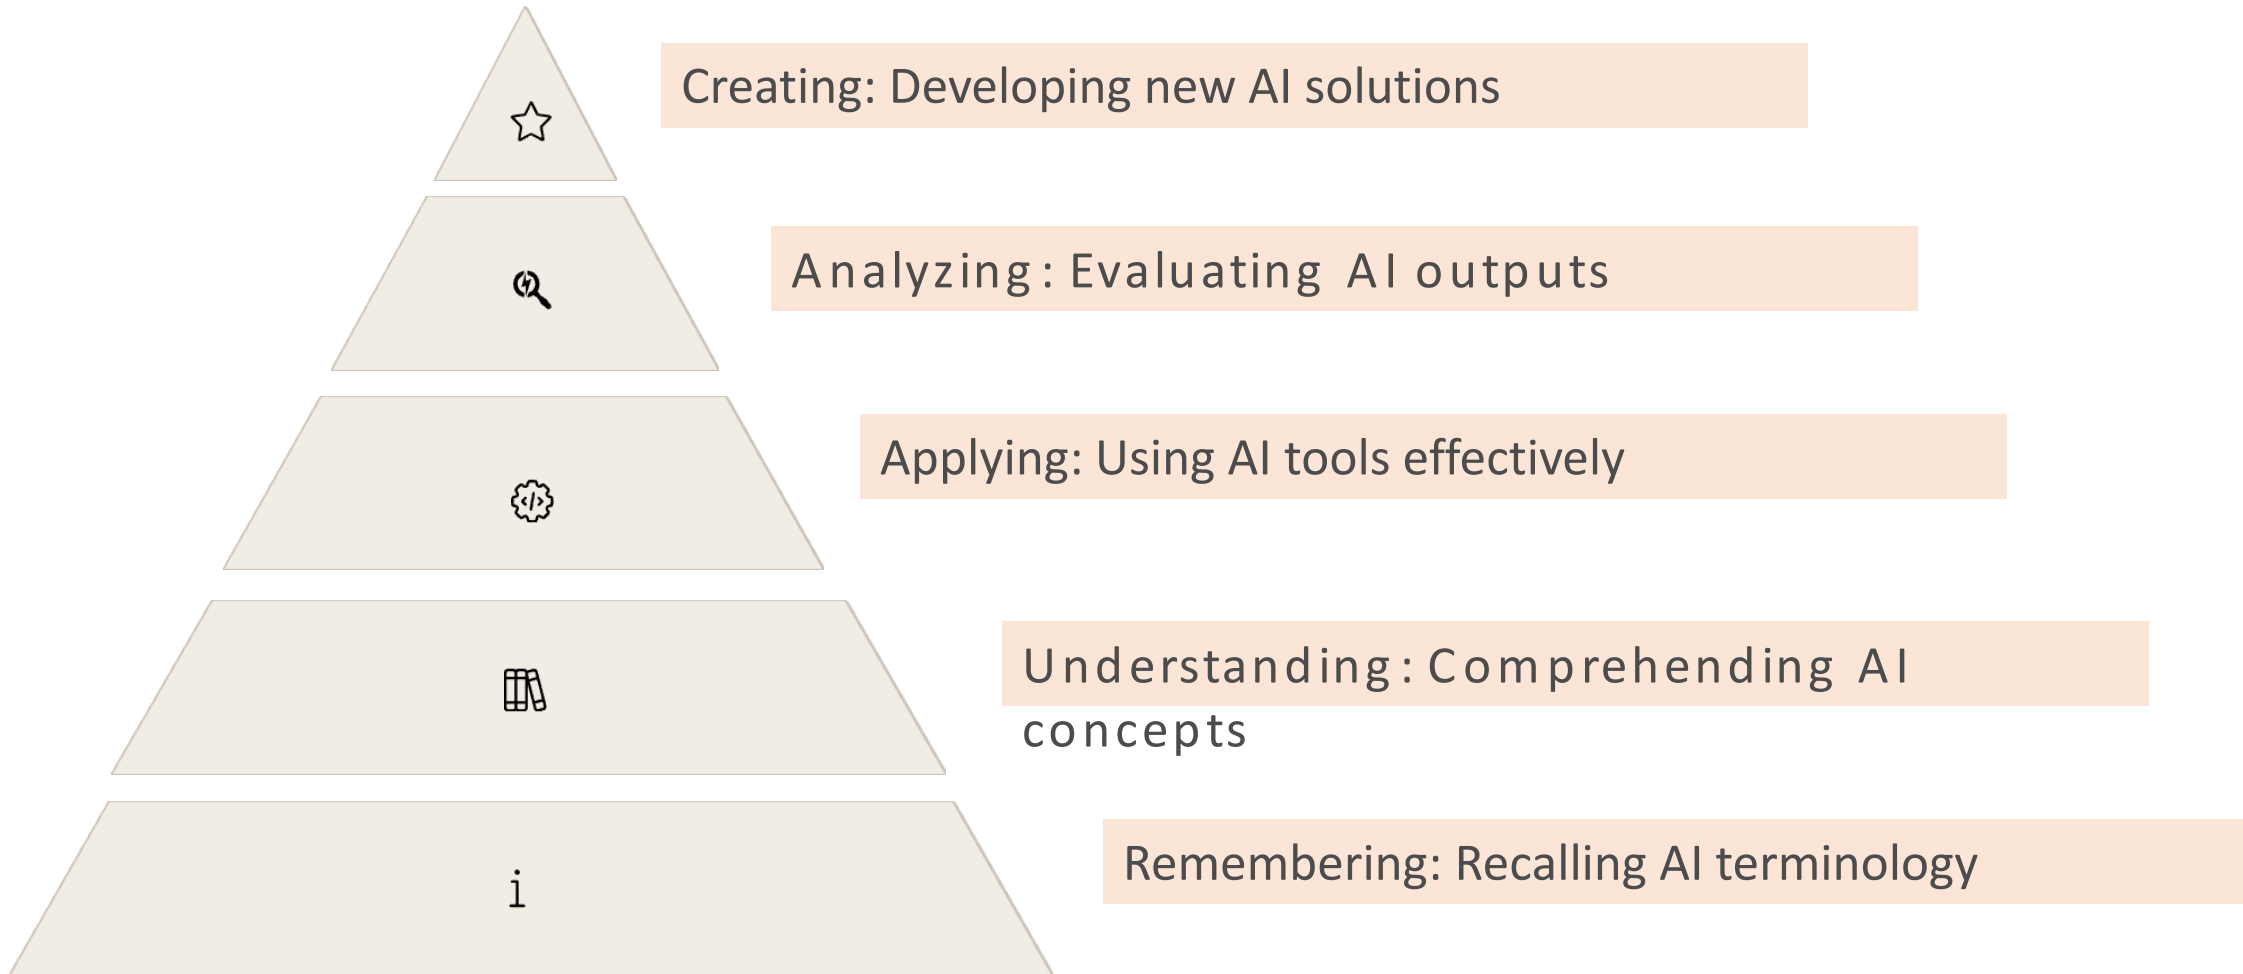 Creating: Developing new AI solutions
Analyzing: Evaluating AI outputs
Applying: Using AI tools effectively
Understanding: Comprehending AI
concepts
Remembering: Recalling AI terminology